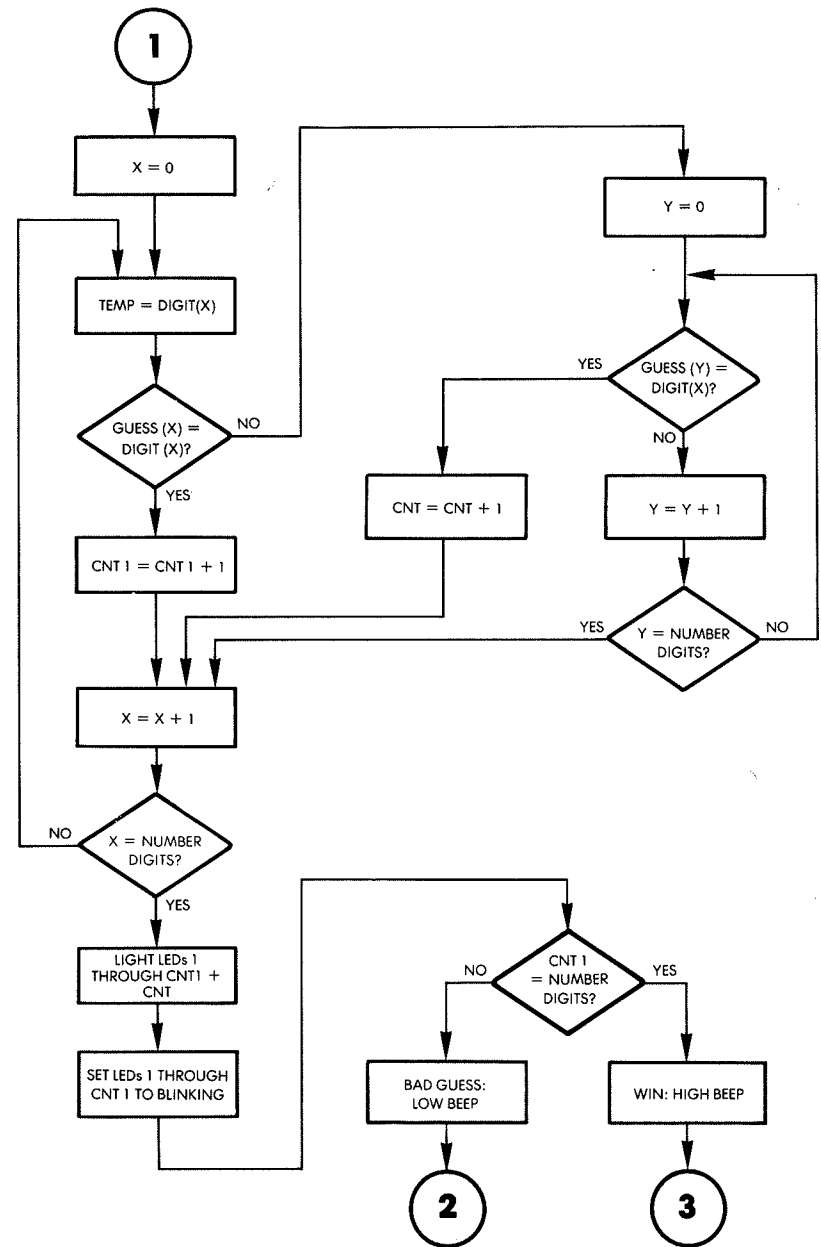 1
X = 0
TEMP = DIGIT(X)
GUESS (X) =
DIGIT (X)?
NO
YES
CNT 1 = CNT 1 + 1
X = X + 1
X = NUMBER
DIGITS?
NO
YES
LIGHT LEDs 1
THROUGH CNT1 +
CNT
SET LEDs 1 THROUGH
CNT 1 TO BLINKING
Y = 0
GUESS (Y) =
DIGIT(X)?
YES
NO
CNT = CNT + 1
Y = Y + 1
Y = NUMBER
DIGITS?
YES
NO
CNT 1
= NUMBER
DIGITS?
NO
YES
BAD GUESS:
LOW BEEP
WIN: HIGH BEEP
2
3